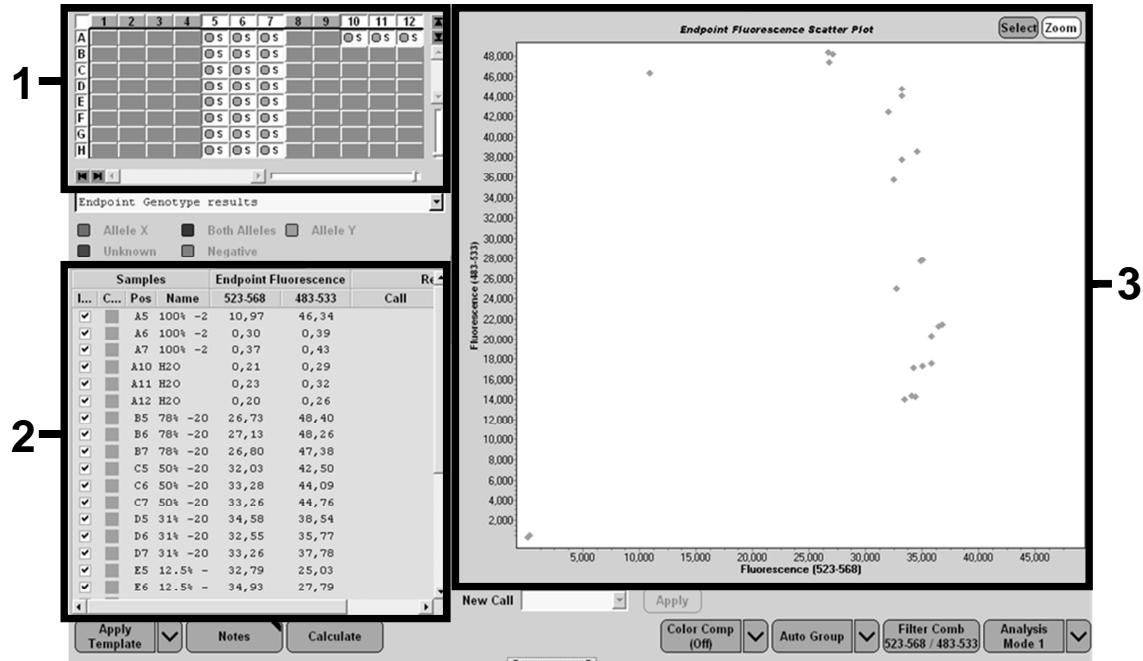 1
1 2 3 4 5 6 7 8 9 10 11 12
A S S S S S S
B S S S
C S S S
D S S S
E S S S
F S S S
G S S S
H S S S
Endpoint Genotype results
Allele X Both Alleles Allele Y
Unknown Negative
2
Samples Endpoint Fluorescence Re
I... C... Pos Name 523-568 483-533 Call
A5 100% -2 10,97 46,34
A6 100% -2 0,30 0,39
A7 100% -2 0,37 0,43
A10 H2O 0,21 0,29
A11 H2O 0,23 0,32
A12 H2O 0,20 0,26
B5 78% -20 26,73 48,40
B6 78% -20 27,13 48,26
B7 78% -20 26,80 47,38
C5 50% -20 32,03 42,50
C6 50% -20 33,28 44,09
C7 50% -20 33,26 44,76
D5 31% -20 34,58 38,54
D6 31% -20 32,55 35,77
D7 31% -20 33,26 37,78
E5 12.5% - 32,79 25,03
E6 12.5% - 34,93 27,79
Apply Template
Notes
Calculate
3
Endpoint Fluorescence Scatter Plot
Select Zoom
Fluorescence (483-533)
48,000
46,000
44,000
42,000
40,000
38,000
36,000
34,000
32,000
30,000
28,000
26,000
24,000
22,000
20,000
18,000
16,000
14,000
12,000
10,000
8,000
6,000
4,000
2,000
5,000 10,000 15,000 20,000 25,000 30,000 35,000 40,000 45,000
Fluorescence (523-568)
New Call Apply
Color Comp (Off)
Auto Group
Filter Comb 523-568 / 483-533
Analysis Mode 1